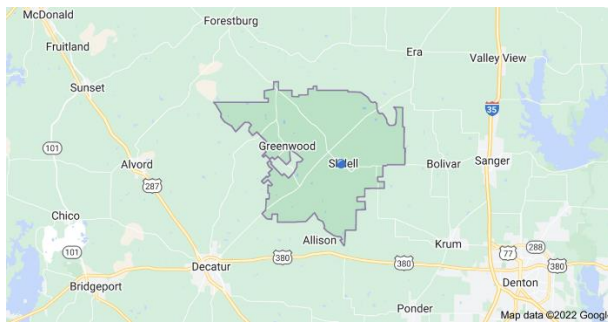 McDonald
Forestburg
Fruitland
Era
Valley View
Sunset
35
101
Greenwood
Alvord
Slidell
Bolivar
Sanger
287
Chico
Allison
Krum
77
288
101
Decatur
380
380
380
Bridgeport
Denton
Ponder
Map data ©2022 Googl